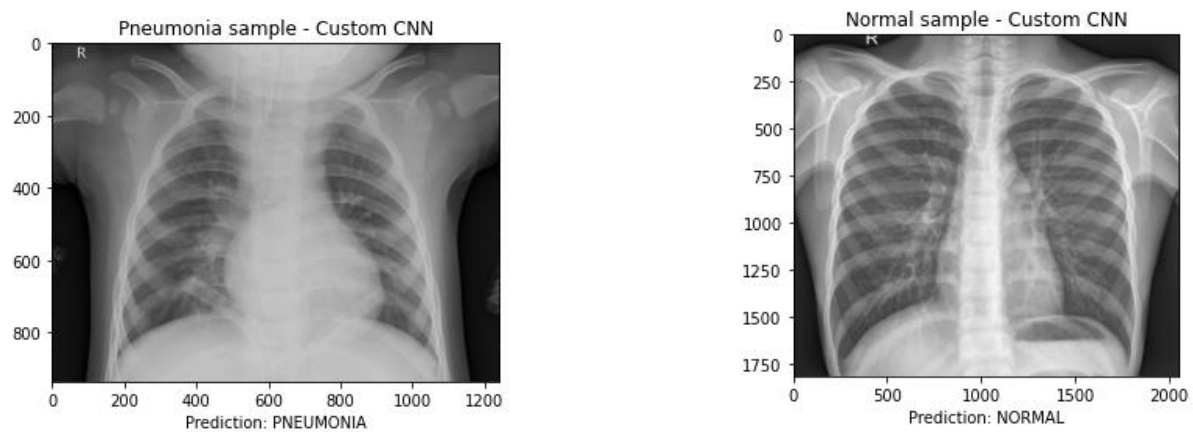 Pneumonia sample - Custom CNN
0
200
400
600
800
R
0 200 400 600 800 1000 1200
Prediction: PNEUMONIA
Normal sample - Custom CNN
0
250
500
750
1000
1250
1500
1750
R
0 500 1000 1500 2000
Prediction: NORMAL